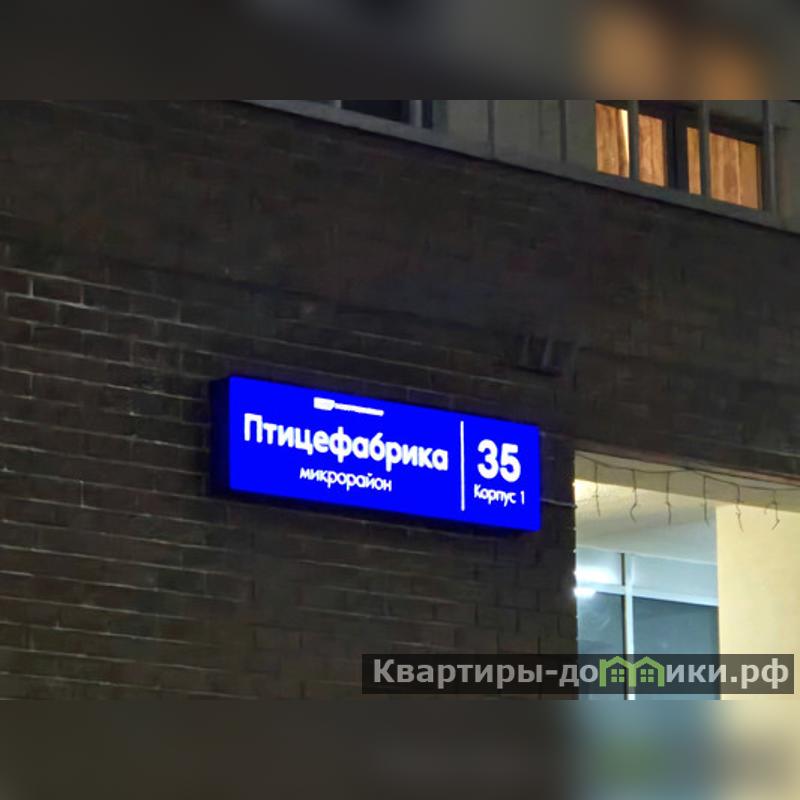 Птицефабрика
микрорайон
35
Корпус 1
Квартиры-домики.рф